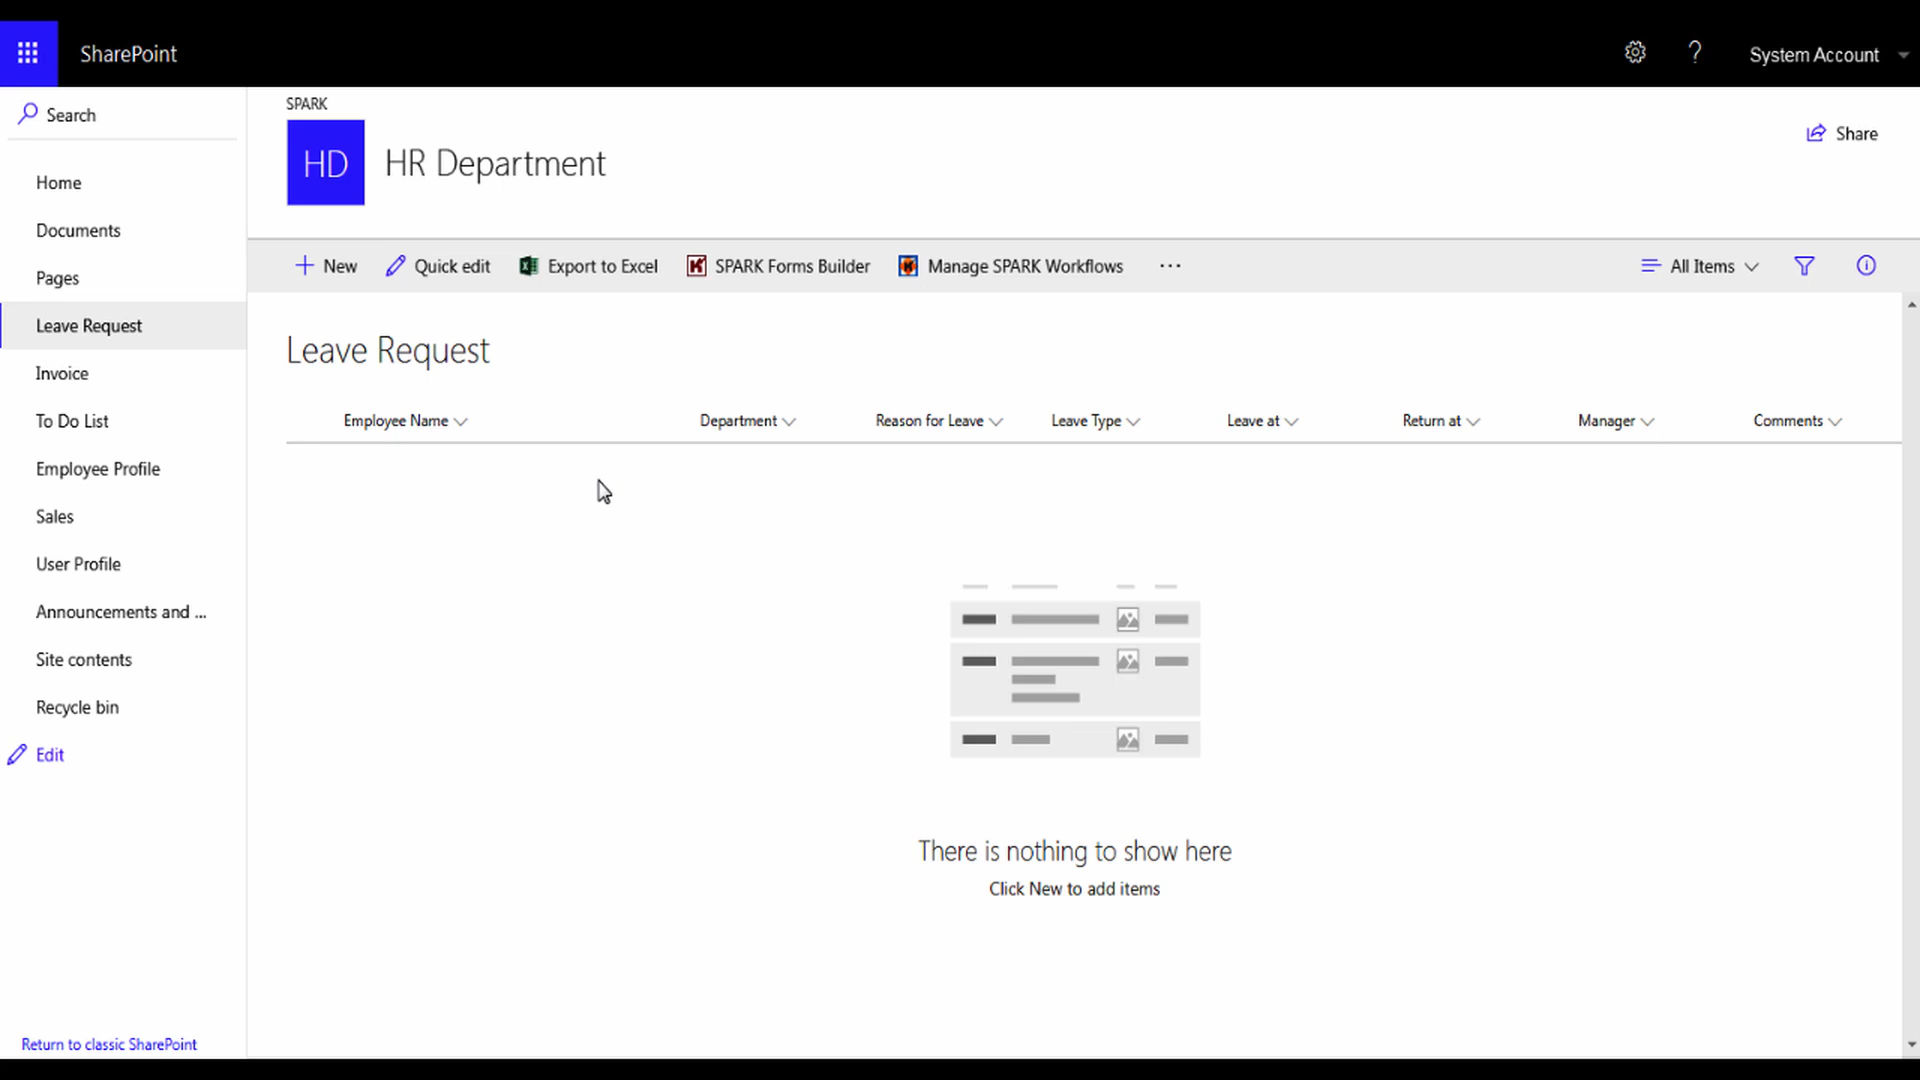 SharePoint
? System Account
Search
Home
Documents
Pages
Leave Request
Invoice
To Do List
Employee Profile
Sales
User Profile
Announcements and ...
Site contents
Recycle bin
Edit
Return to classic SharePoint
SPARK
HD HR Department
Share
New Quick edit Export to Excel SPARK Forms Builder Manage SPARK Workflows ... All Items
Leave Request
Employee Name Department Reason for Leave Leave Type Leave at Return at Manager Comments
There is nothing to show here
Click New to add items